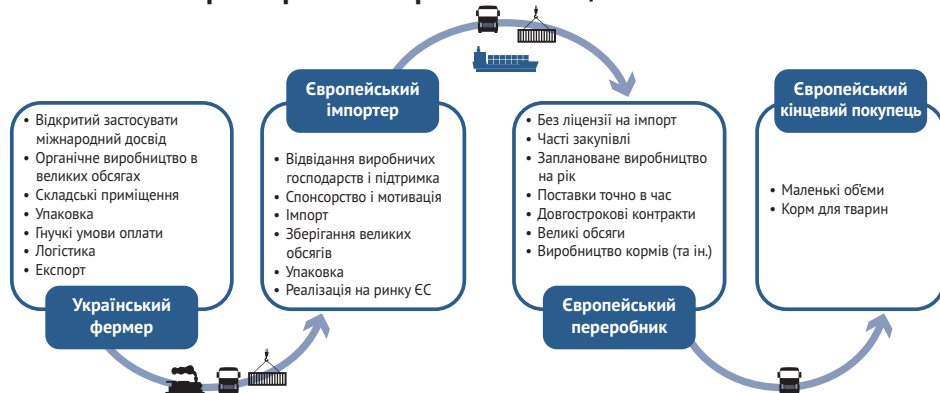 Український
фермер
• Відкритий застосувати
міжнародний досвід
• Органічне виробництво в
великих обсягах
• Складські приміщення
• Упаковка
• Гнучкі умови оплати
• Логістика
• Експорт
Європейський
імпортер
• Відвідання виробничих
господарств і підтримка
• Спонсорство і мотивація
• Імпорт
• Зберігання великих
обсягів
• Упаковка
• Реалізація на ринку ЄС
Європейський
переробник
• Без ліцензії на імпорт
• Часті закупівлі
• Заплановане виробництво
на рік
• Поставки точно в час
• Довгострокові контракти
• Великі обсяги
• Виробництво кормів (та ін.)
Європейський
кінцевий покупець
• Маленькі об'єми
• Корм для тварин